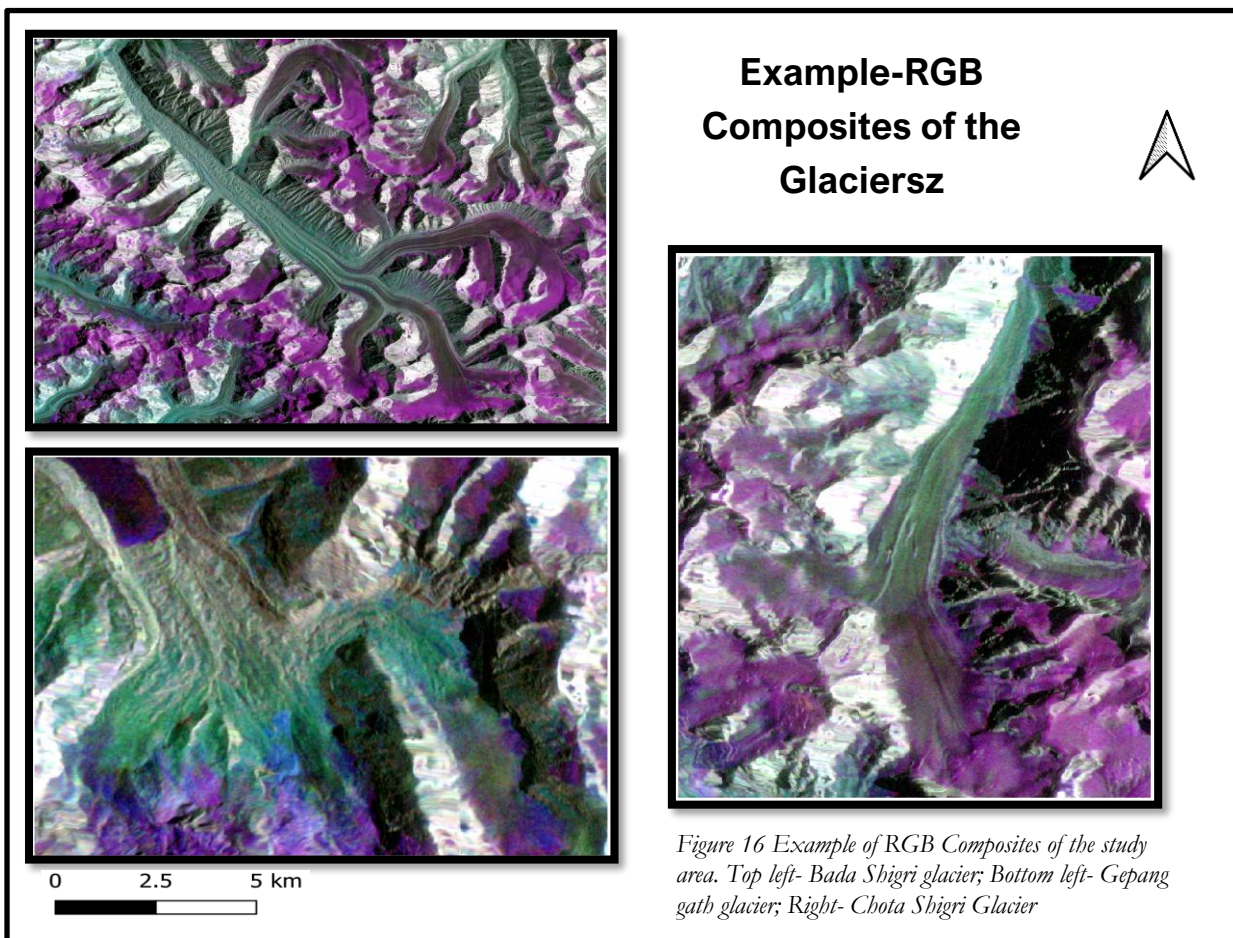 Example-RGB
Composites of the
Glaciersz
Figure 16 Example of RGB Composites of the study
area. Top left- Bada Shigri glacier; Bottom left- Gepang
gath glacier; Right- Chota Shigri Glacier
0 2.5 5 km